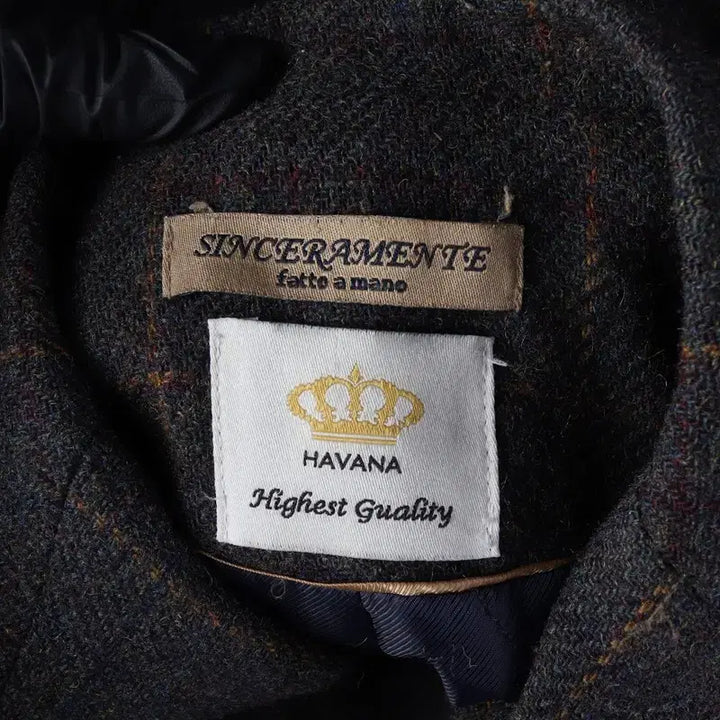 SINCERAMENTE
fatto a mano
HAVANA
Highest Guality